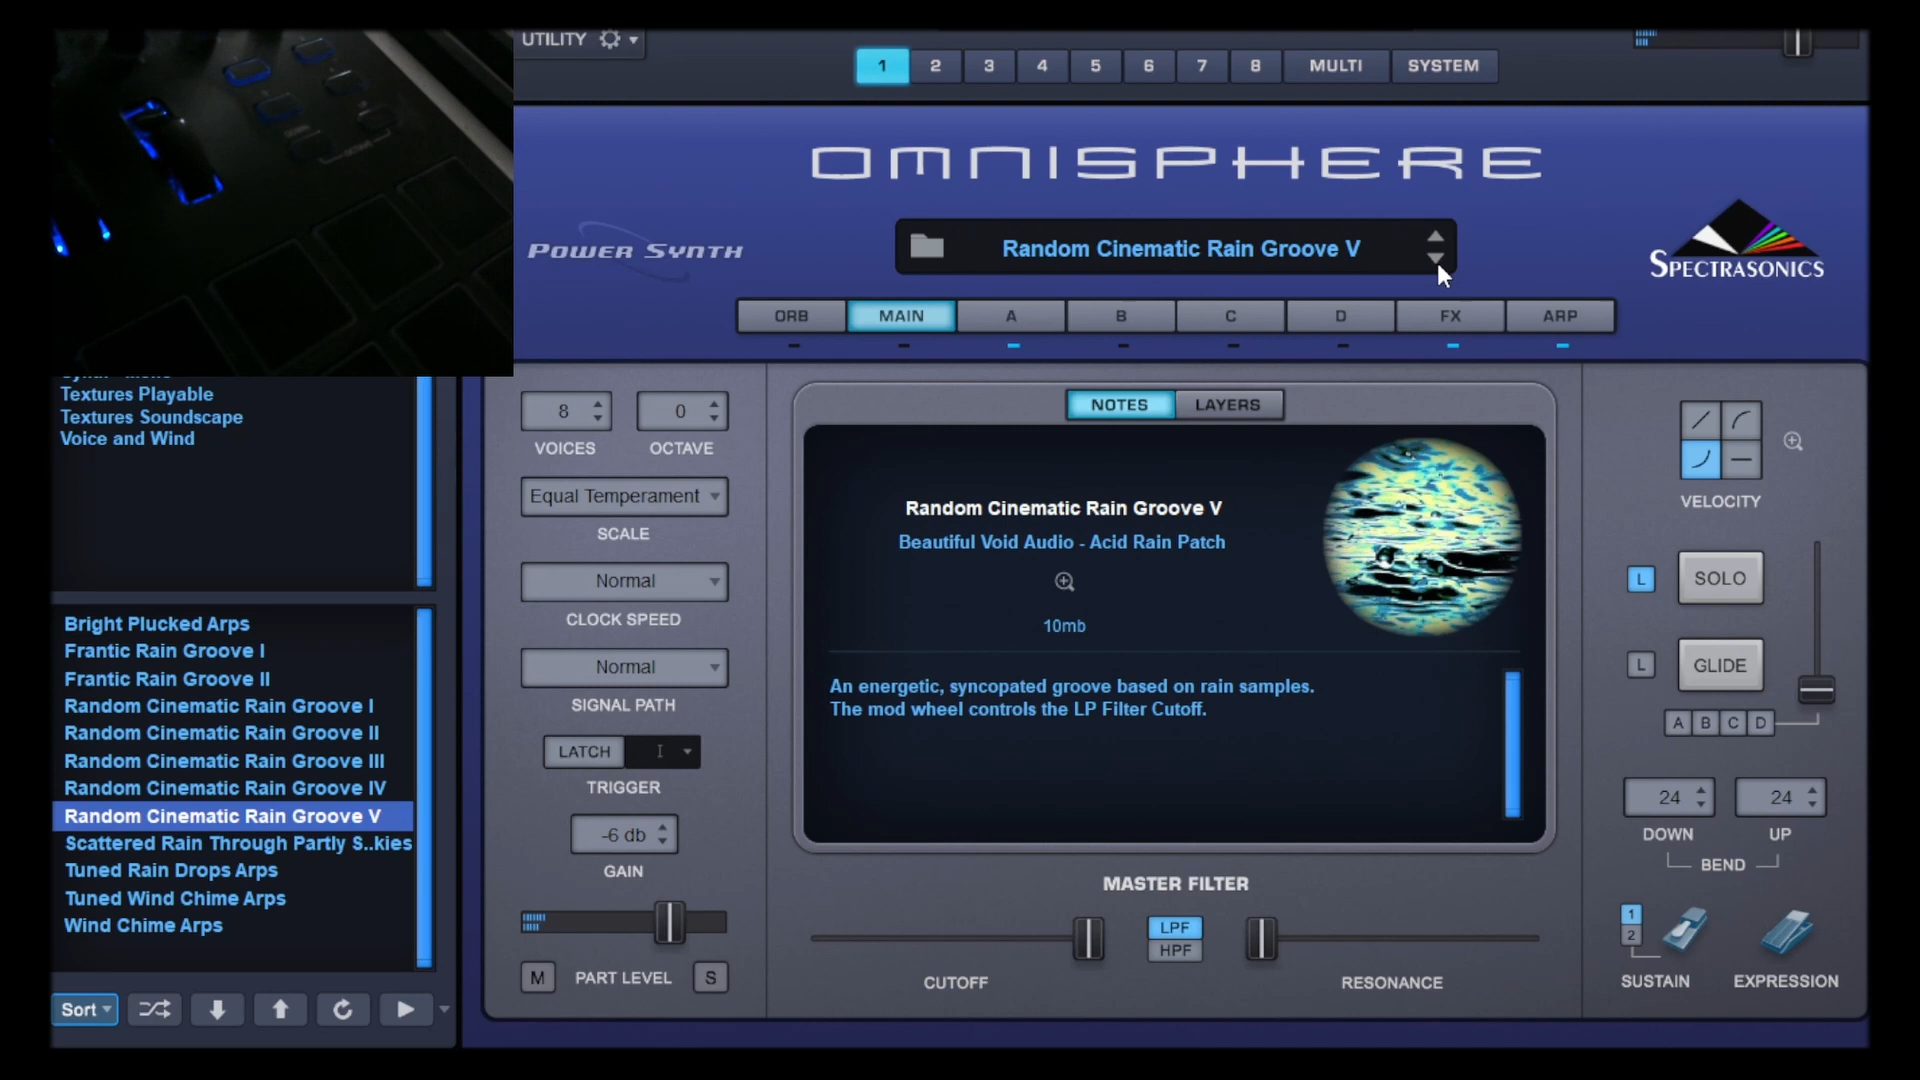 UTILITY
1 2 3 4 5 6 7 8 MULTI SYSTEM
OMNISPHERE
POWER SYNTH
Random Cinematic Rain Groove V
SPECTRASONICS
ORB MAIN A B C D FX ARP
Textures Playable
Textures Soundscape
Voice and Wind
Bright Plucked Arps
Frantic Rain Groove I
Frantic Rain Groove II
Random Cinematic Rain Groove I
Random Cinematic Rain Groove II
Random Cinematic Rain Groove III
Random Cinematic Rain Groove IV
Random Cinematic Rain Groove V
Scattered Rain Through Partly S..kies
Tuned Rain Drops Arps
Tuned Wind Chime Arps
Wind Chime Arps
Sort
8 0
VOICES OCTAVE
Equal Temperament
SCALE
Normal
CLOCK SPEED
Normal
SIGNAL PATH
LATCH
TRIGGER
-6 db
GAIN
M PART LEVEL S
NOTES LAYERS
Random Cinematic Rain Groove V
Beautiful Void Audio - Acid Rain Patch
10mb
An energetic, syncopated groove based on rain samples.
The mod wheel controls the LP Filter Cutoff.
MASTER FILTER
LPF
HPF
CUTOFF RESONANCE
VELOCITY
L SOLO
L GLIDE
A B C D
24 24
DOWN UP
BEND
1
2
SUSTAIN EXPRESSION